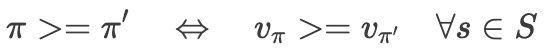 π >= π′ ⇔ v_π >= v_π′ ∀s ∈ S